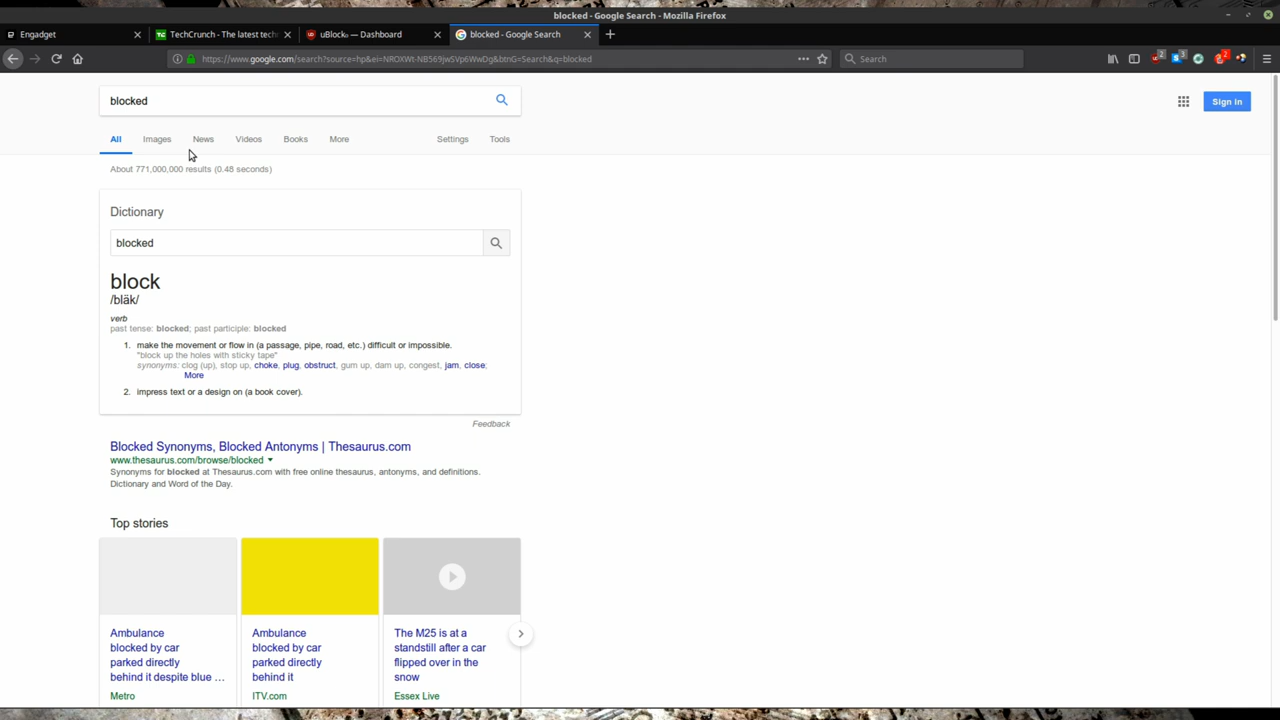 blocked - Google Search - Mozilla Firefox
Engadget
TechCrunch - The latest tech
uBlock₀ — Dashboard
blocked - Google Search
https://www.google.com/search?source=hp&ei=NROXWt-NB569jwSVp6WwDg&btnG=Search&q=blocked
Search
2
3
2
blocked
Sign in
All
Images
News
Videos
Books
More
Settings
Tools
About 771,000,000 results (0.48 seconds)
Dictionary
blocked
block
/bläk/
verb
past tense: blocked; past participle: blocked
1. make the movement or flow in (a passage, pipe, road, etc.) difficult or impossible.
"block up the holes with sticky tape"
synonyms: clog (up), stop up, choke, plug, obstruct, gum up, dam up, congest, jam, close;
More
2. impress text or a design on (a book cover).
Feedback
Blocked Synonyms, Blocked Antonyms | Thesaurus.com
www.thesaurus.com/browse/blocked
Synonyms for blocked at Thesaurus.com with free online thesaurus, antonyms, and definitions.
Dictionary and Word of the Day.
Top stories
Ambulance
blocked by car
parked directly
behind it despite blue ...
Metro
Ambulance
blocked by car
parked directly
behind it
ITV.com
The M25 is at a
standstill after a car
flipped over in the
snow
Essex Live